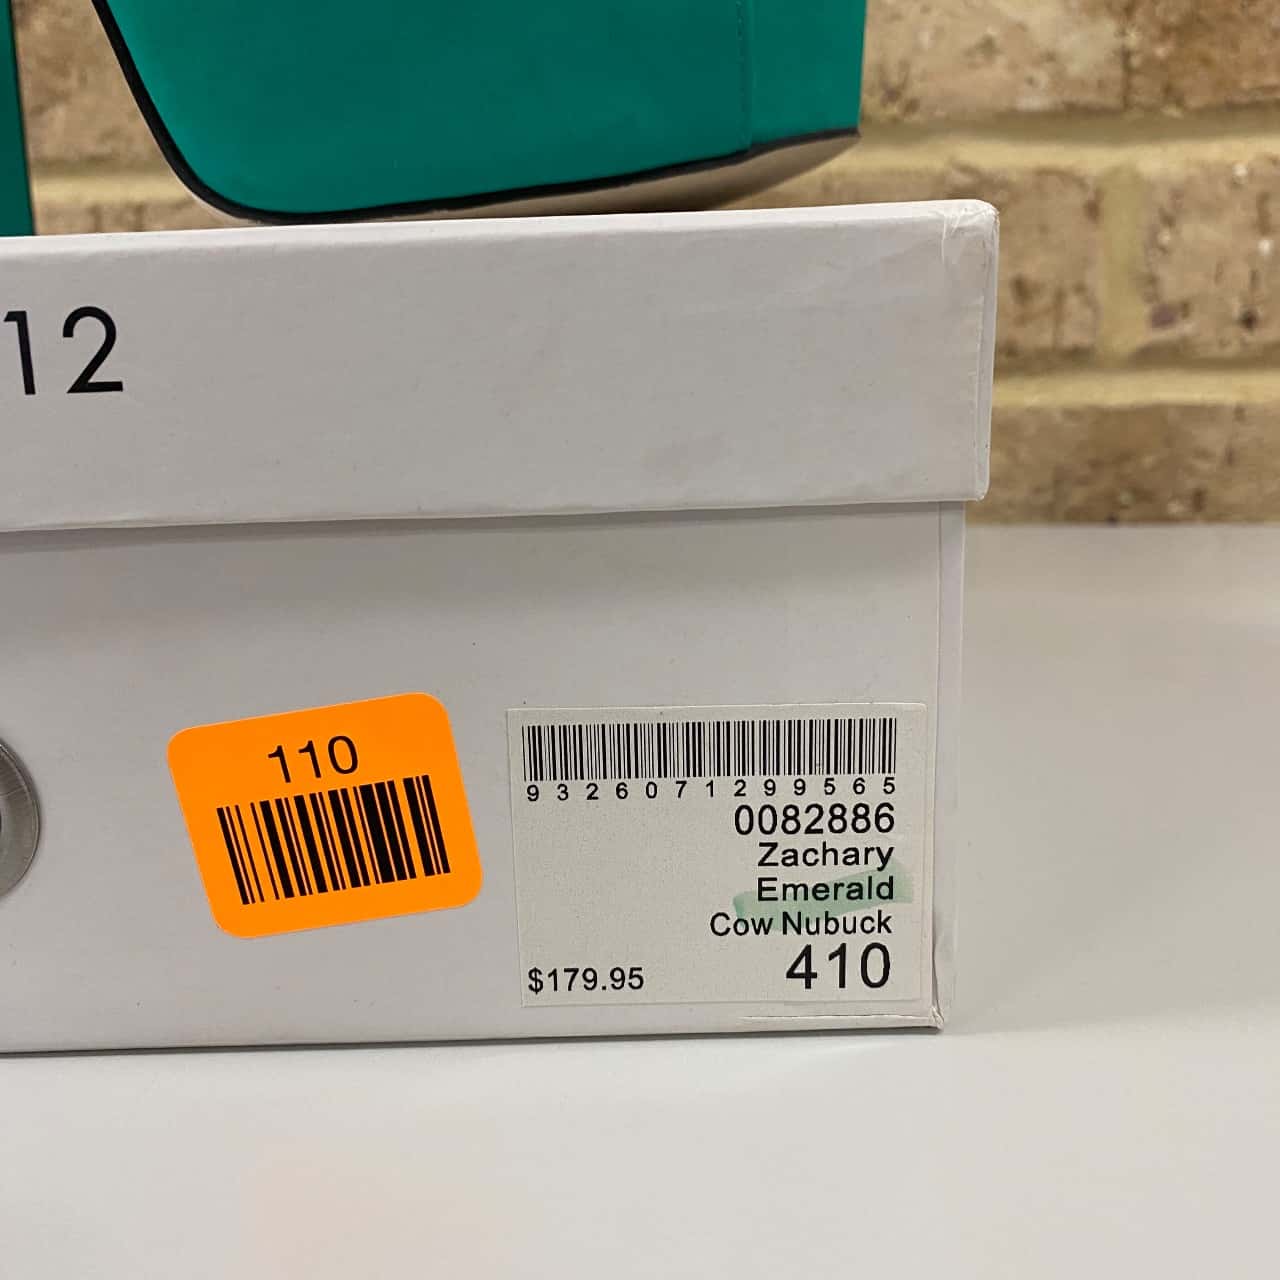 12
110
9326071299565
0082886
Zachary
Emerald
Cow Nubuck
$179.95 410